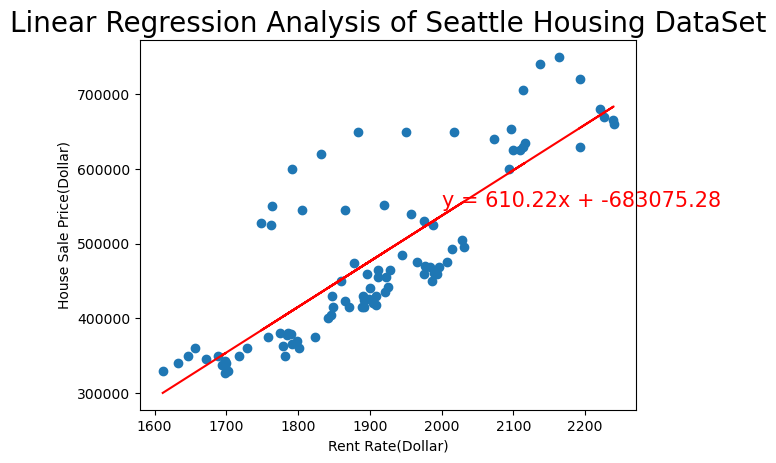 Linear Regression Analysis of Seattle Housing DataSet
700000
600000
500000
400000
300000
House Sale Price(Dollar)
y = 610.22x + -683075.28
1600 1700 1800 1900 2000 2100 2200
Rent Rate(Dollar)